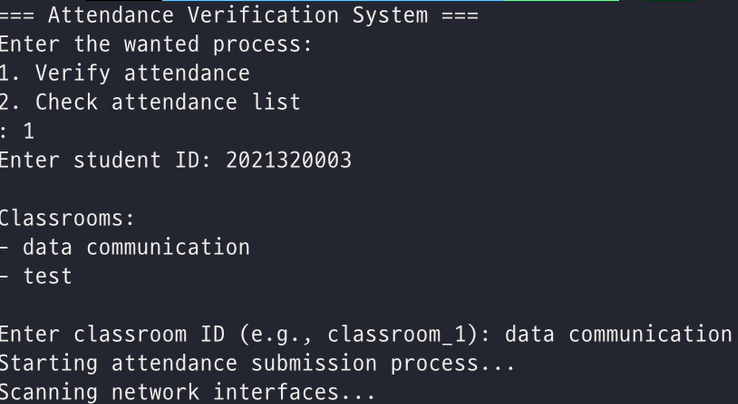 === Attendance Verification System ===
Enter the wanted process:
1. Verify attendance
2. Check attendance list
: 1
Enter student ID: 2021320003
Classrooms:
- data communication
- test
Enter classroom ID (e.g., classroom_1): data communication
Starting attendance submission process...
Scanning network interfaces...